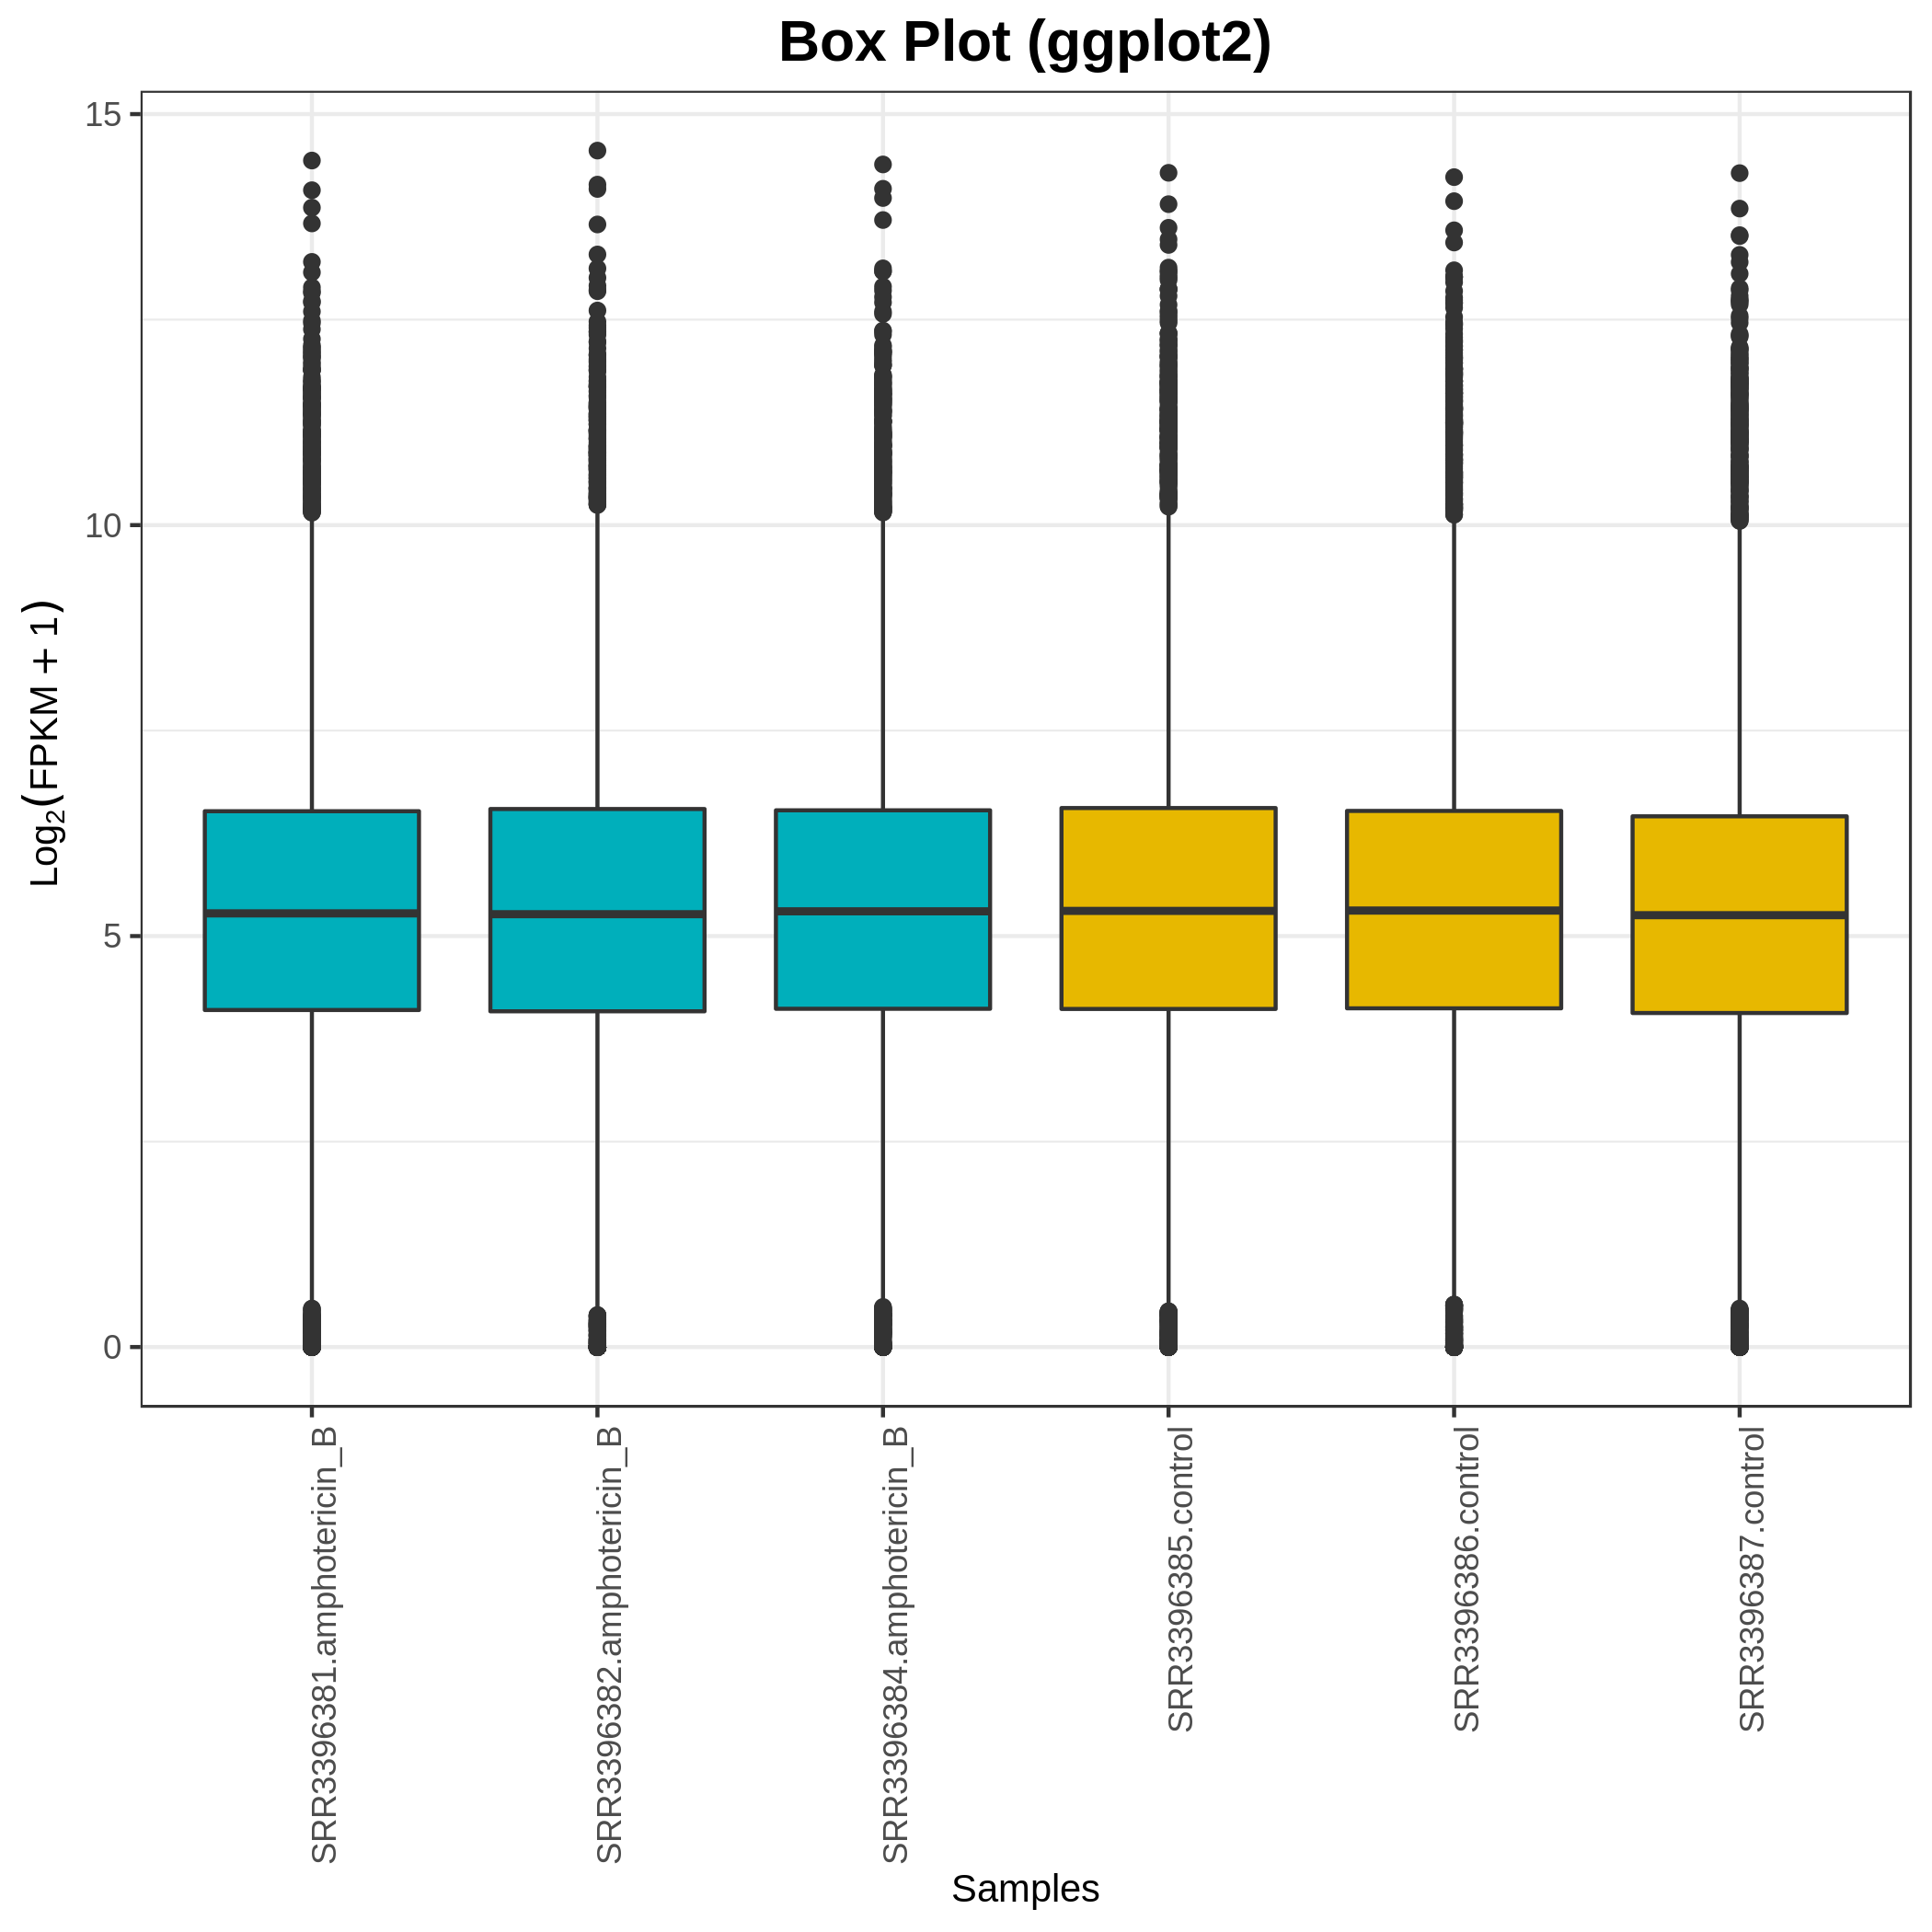 Box Plot (ggplot2)
Log₂(FPKM + 1)
15
10
5
0
SRR3396381.amphotericin_B
SRR3396382.amphotericin_B
SRR3396384.amphotericin_B
SRR3396385.control
SRR3396386.control
SRR3396387.control
Samples